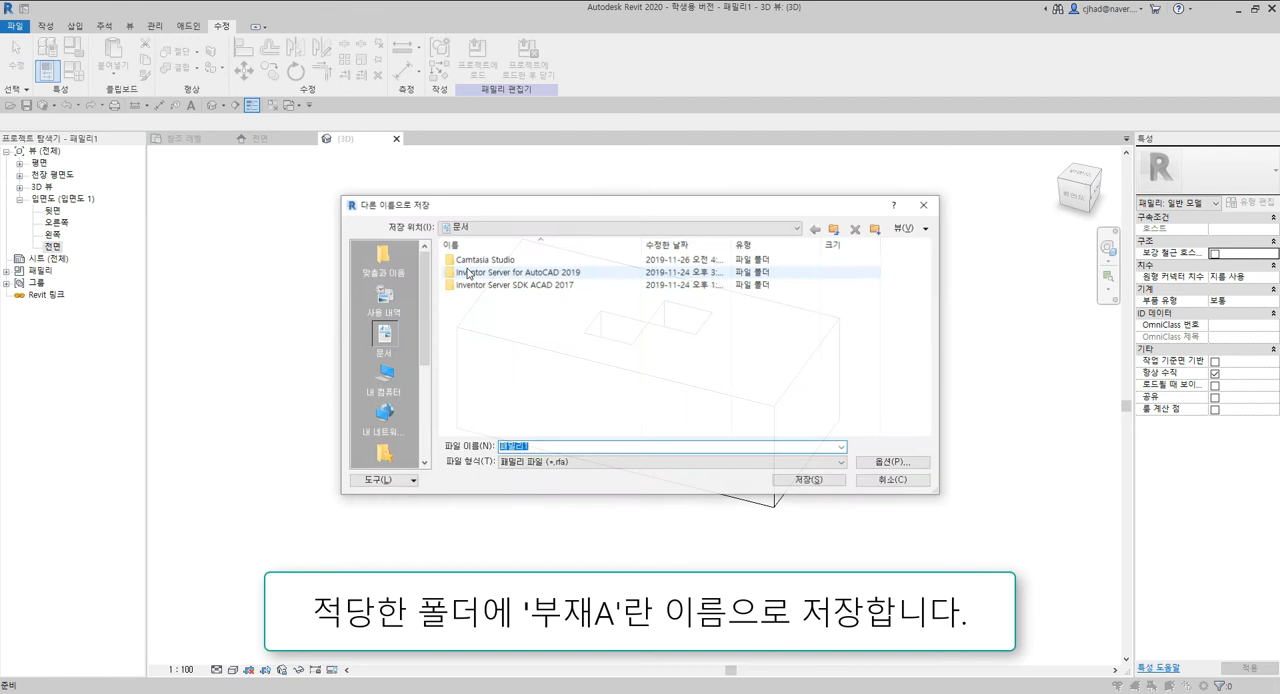 Autodesk Revit 2020 - 학생용 버전 - 패밀리1 - 3D 뷰: {3D}
cjhad@naver....
파일 작성 삽입 주석 뷰 관리 애드인 수정
수정
붙여넣기
절단
결합
프로젝트에 로드
프로젝트에 로드한 후 닫기
선택 특성 클립보드 형상 수정 측정 작성 패밀리 편집기
프로젝트 탐색기 - 패밀리1
참조 레벨
전면
{3D}
뷰 (전체)
평면
천장 평면도
3D 뷰
입면도 (입면도 1)
뒷면
오른쪽
왼쪽
전면
시트 (전체)
패밀리
그룹
Revit 링크
다른 이름으로 저장
저장 위치(I): 문서
뷰(V)
이름 수정한 날짜 유형 크기
Camtasia Studio 2019-11-26 오전 4:... 파일 폴더
Inventor Server for AutoCAD 2019 2019-11-24 오후 3:... 파일 폴더
Inventor Server SDK ACAD 2017 2019-11-24 오후 1:... 파일 폴더
맞춤과 미음
사용 내역
문서
내 컴퓨터
내 네트워...
파일 이름(N): 패밀리1
파일 형식(T): 패밀리 파일 (*.rfa)
옵션(P)...
도구(L)
저장(S)
취소(C)
특성
R
패밀리: 일반 모델
유형 편집
구속조건
호스트
구조
보강 철근 호스...
치수
원형 커넥터 치수 지름 사용
기계
부품 유형 보통
ID 데이터
OmniClass 번호
OmniClass 제목
기타
작업 기준면 기반
항상 수직
로드될 때 보이...
공유
룸 계산 점
적당한 폴더에 '부재A'란 이름으로 저장합니다.
1 : 100
특성 도움말
적용
준비
:0